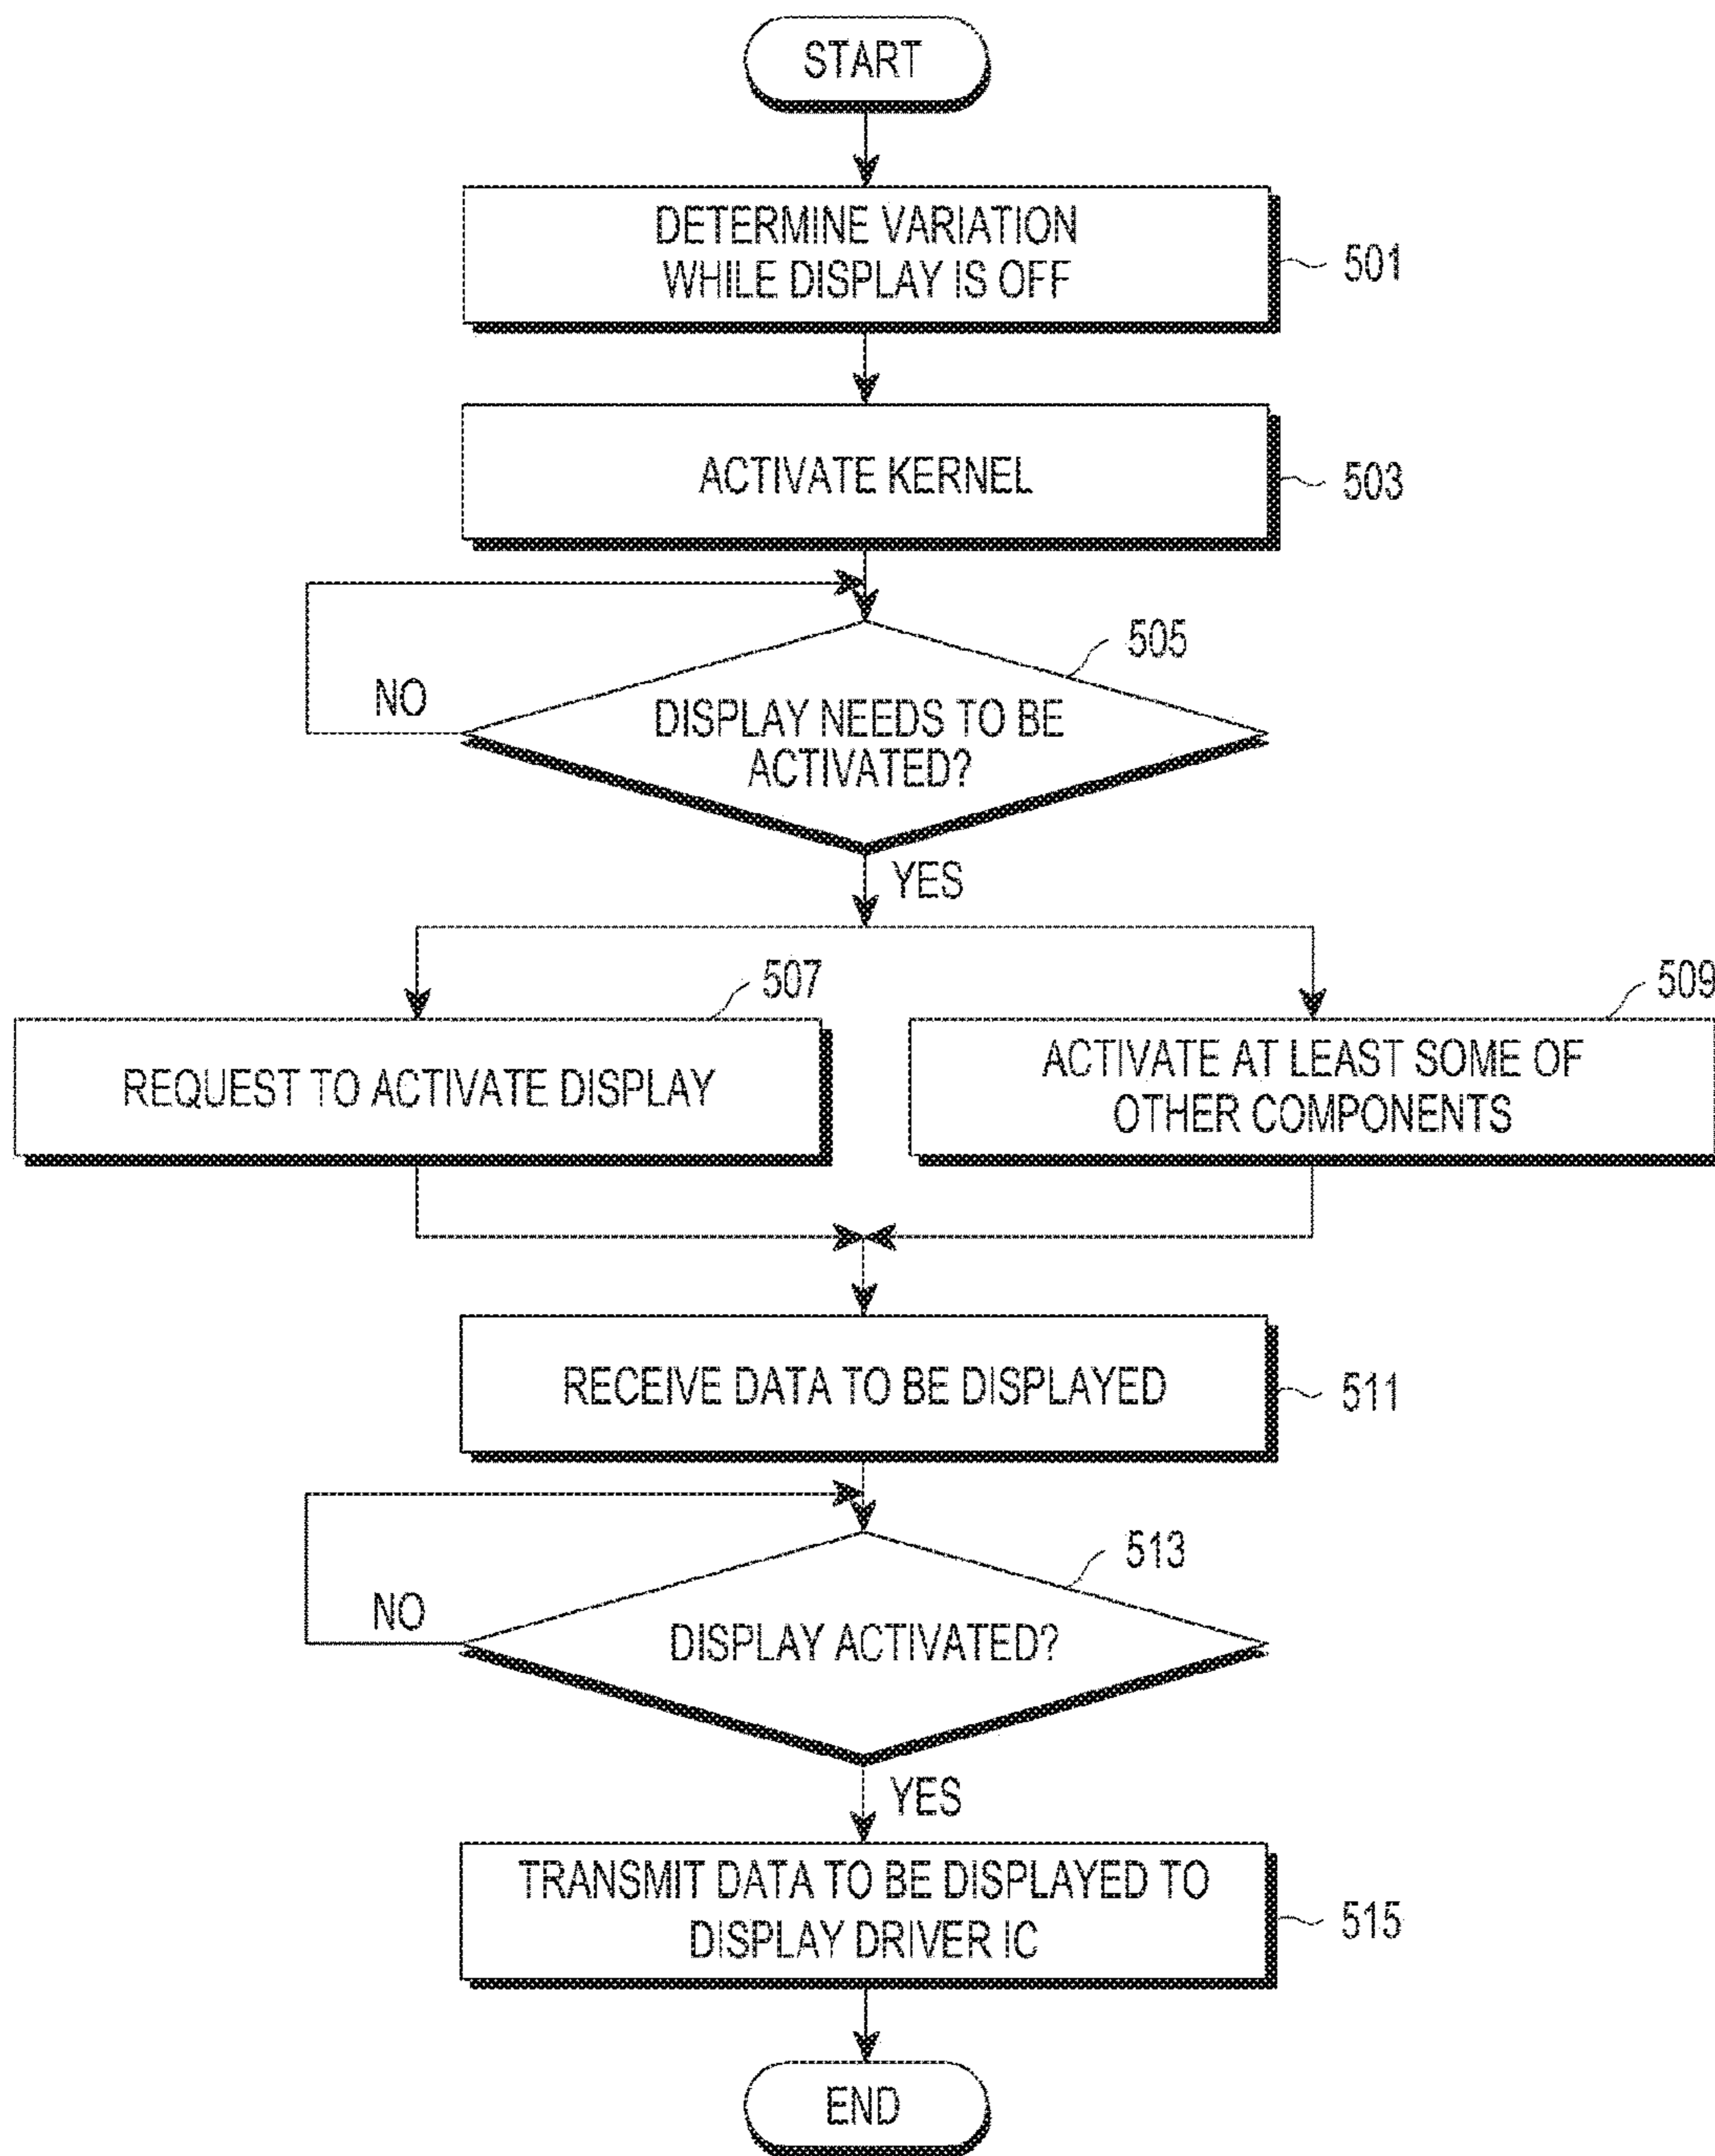 START
DETERMINE VARIATION
WHILE DISPLAY IS OFF
501
ACTIVATE KERNEL
503
505
NO
DISPLAY NEEDS TO BE
ACTIVATED?
YES
507
509
REQUEST TO ACTIVATE DISPLAY
ACTIVATE AT LEAST SOME OF
OTHER COMPONENTS
RECEIVE DATA TO BE DISPLAYED
511
513
NO
DISPLAY ACTIVATED?
YES
TRANSMIT DATA TO BE DISPLAYED TO
DISPLAY DRIVER IC
515
END